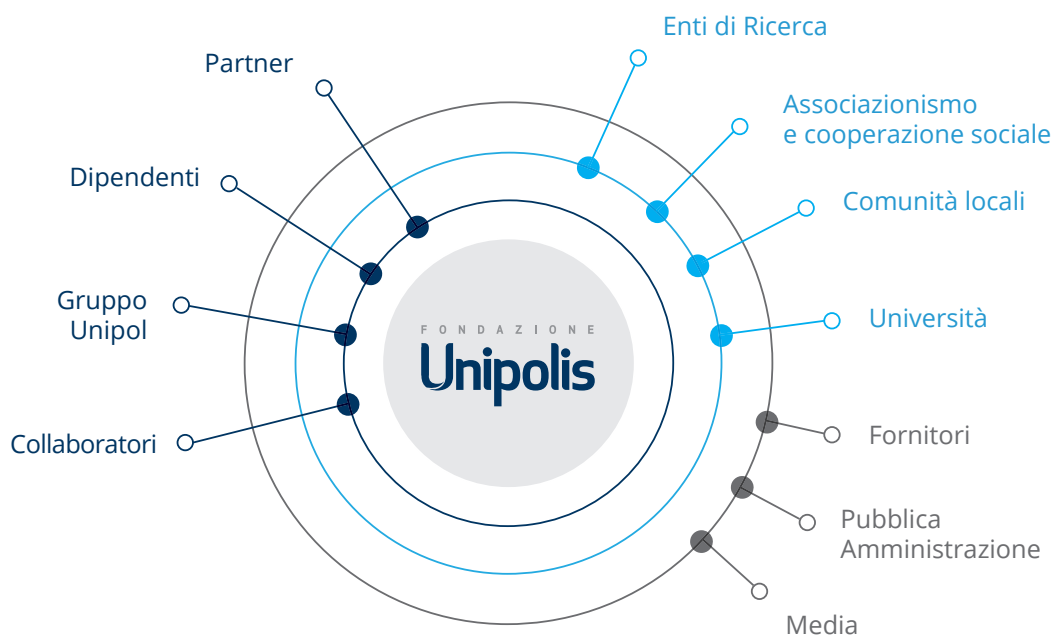 Enti di Ricerca
Partner
Associazionismo
e cooperazione sociale
Dipendenti
Comunità locali
Gruppo
Unipol
Università
FONDAZIONE
Unipolis
Collaboratori
Fornitori
Pubblica
Amministrazione
Media